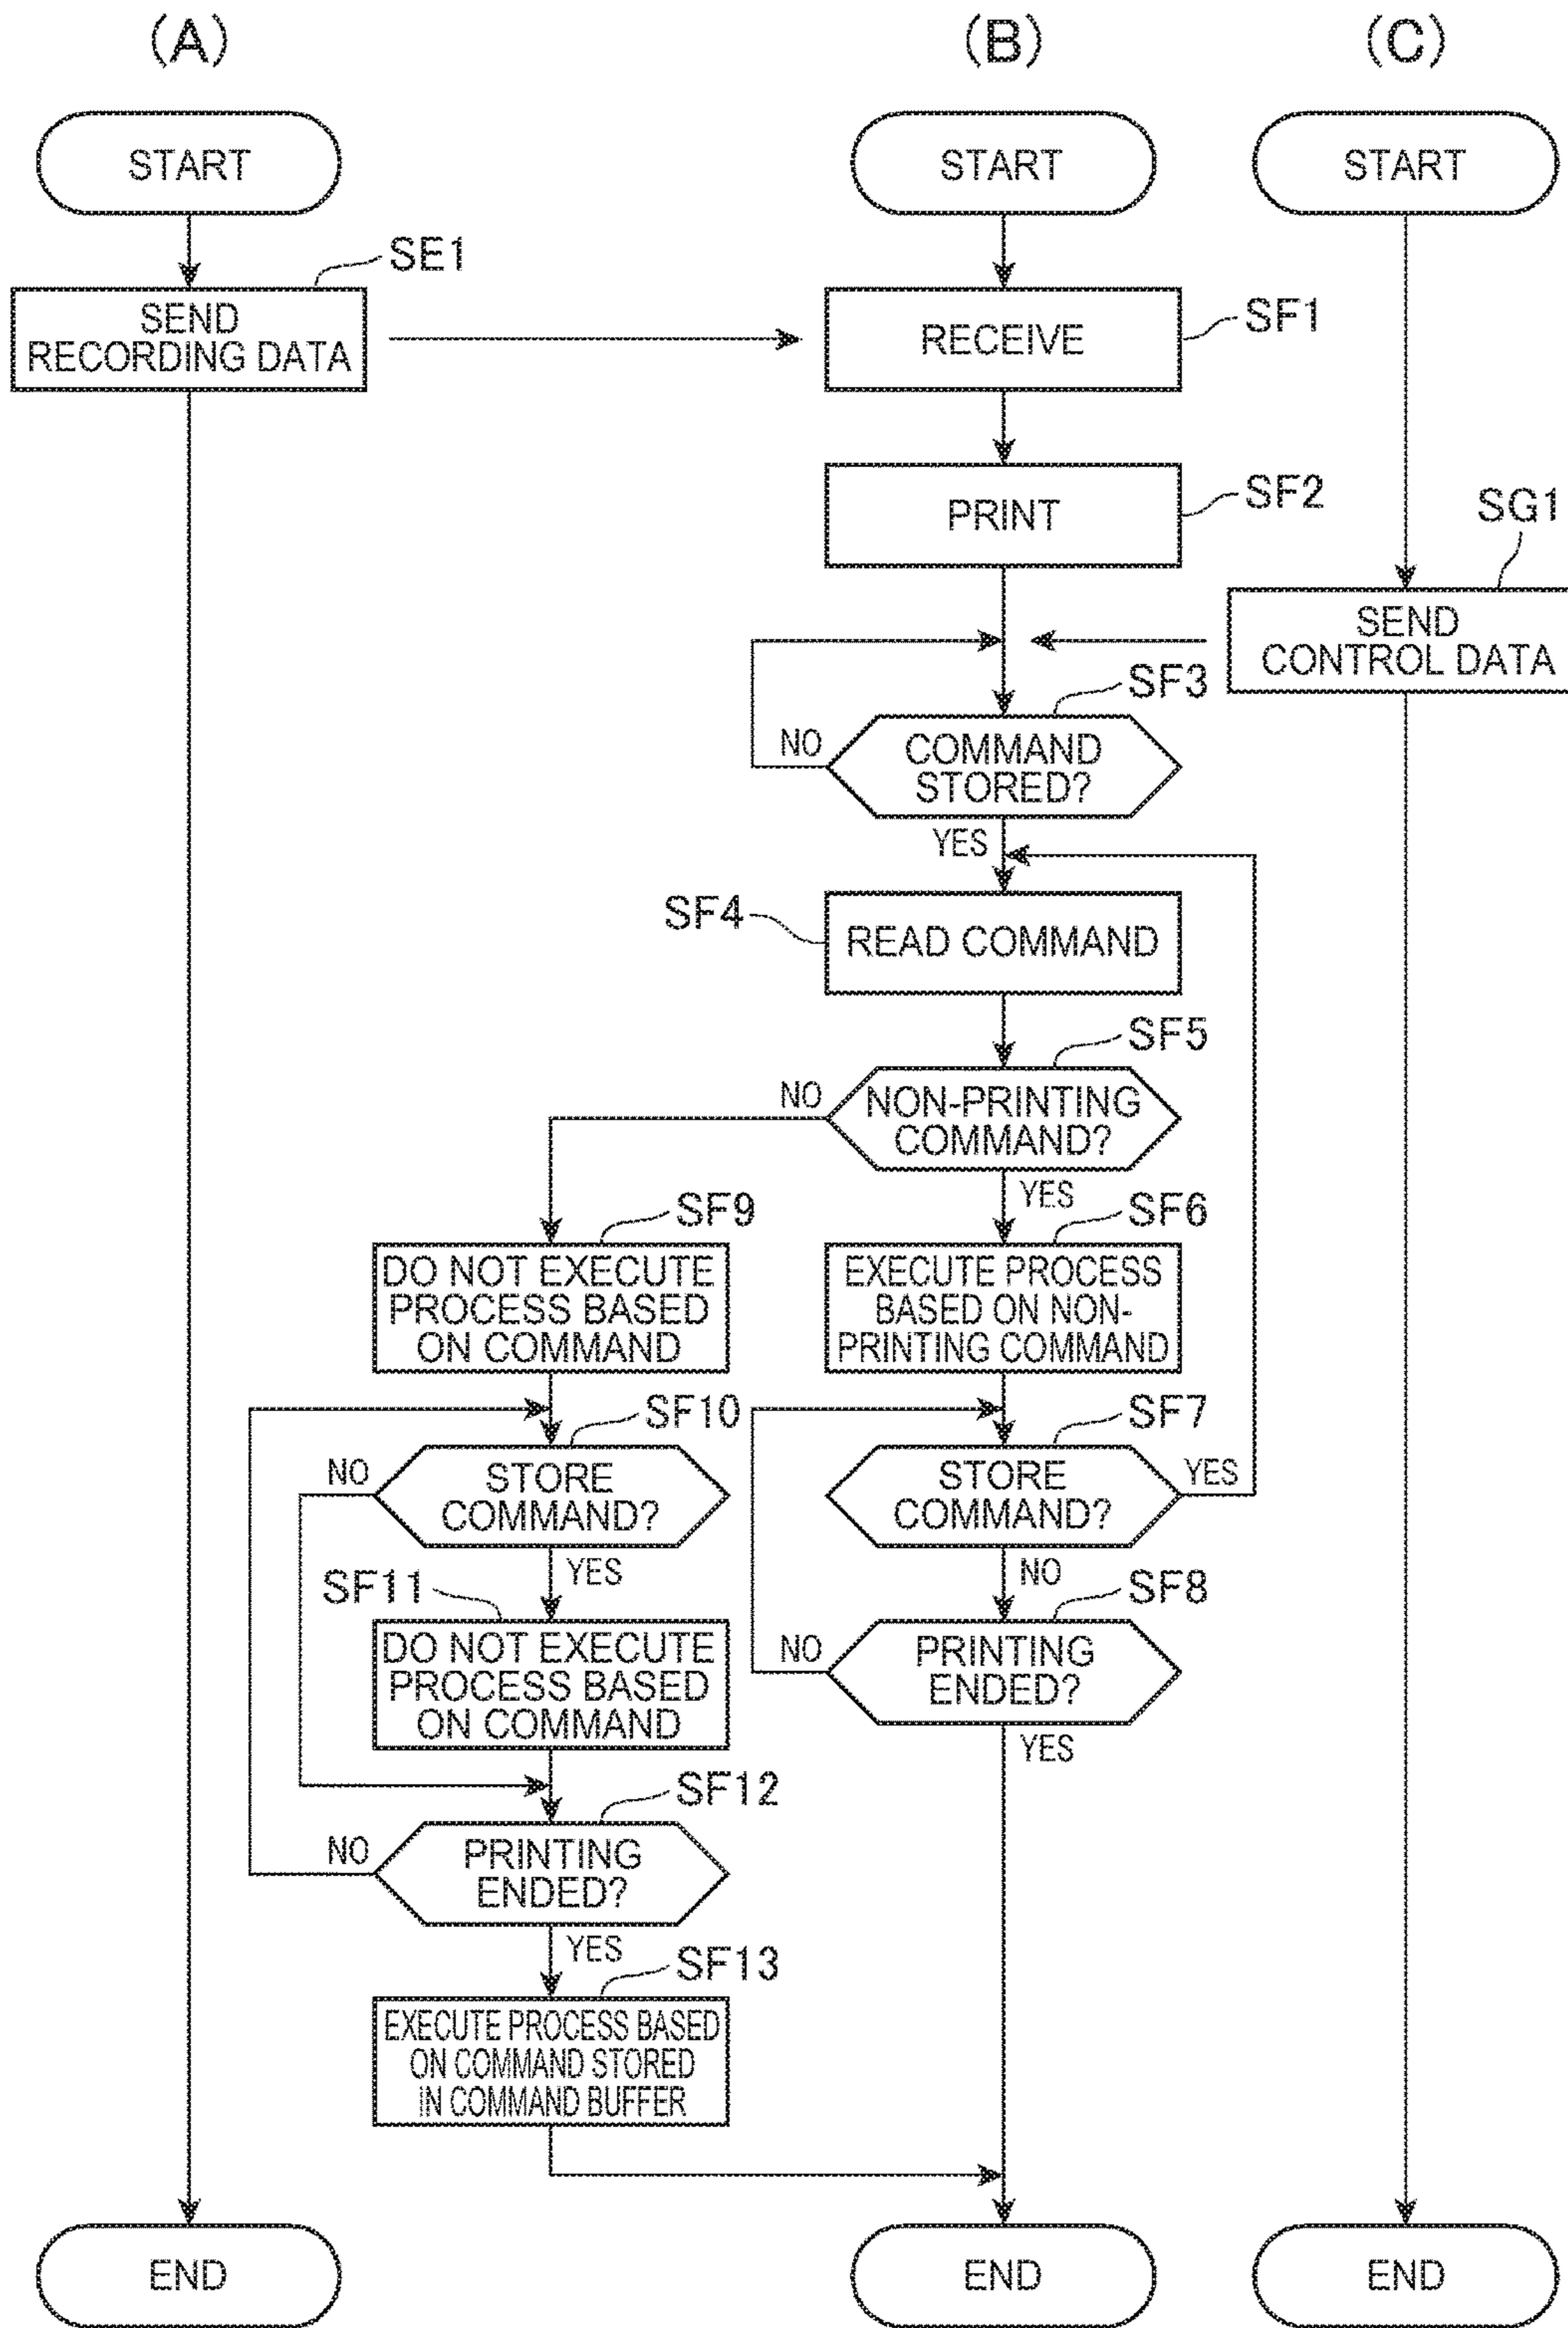 (A)
(B)
(C)
START
START
START
SE1
SEND
RECORDING DATA
SF1
RECEIVE
SF2
PRINT
SG1
SEND
CONTROL DATA
SF3
NO
COMMAND
STORED?
YES
SF4
READ COMMAND
SF5
NO
NON-PRINTING
COMMAND?
YES
SF9
SF6
DO NOT EXECUTE
PROCESS BASED
ON COMMAND
EXECUTE PROCESS
BASED ON NON-
PRINTING COMMAND
SF10
SF7
NO
STORE
COMMAND?
YES
STORE
COMMAND?
YES
NO
SF11
SF8
DO NOT EXECUTE
PROCESS BASED
ON COMMAND
NO
PRINTING
ENDED?
YES
SF12
NO
PRINTING
ENDED?
YES
SF13
EXECUTE PROCESS BASED
ON COMMAND STORED
IN COMMAND BUFFER
END
END
END